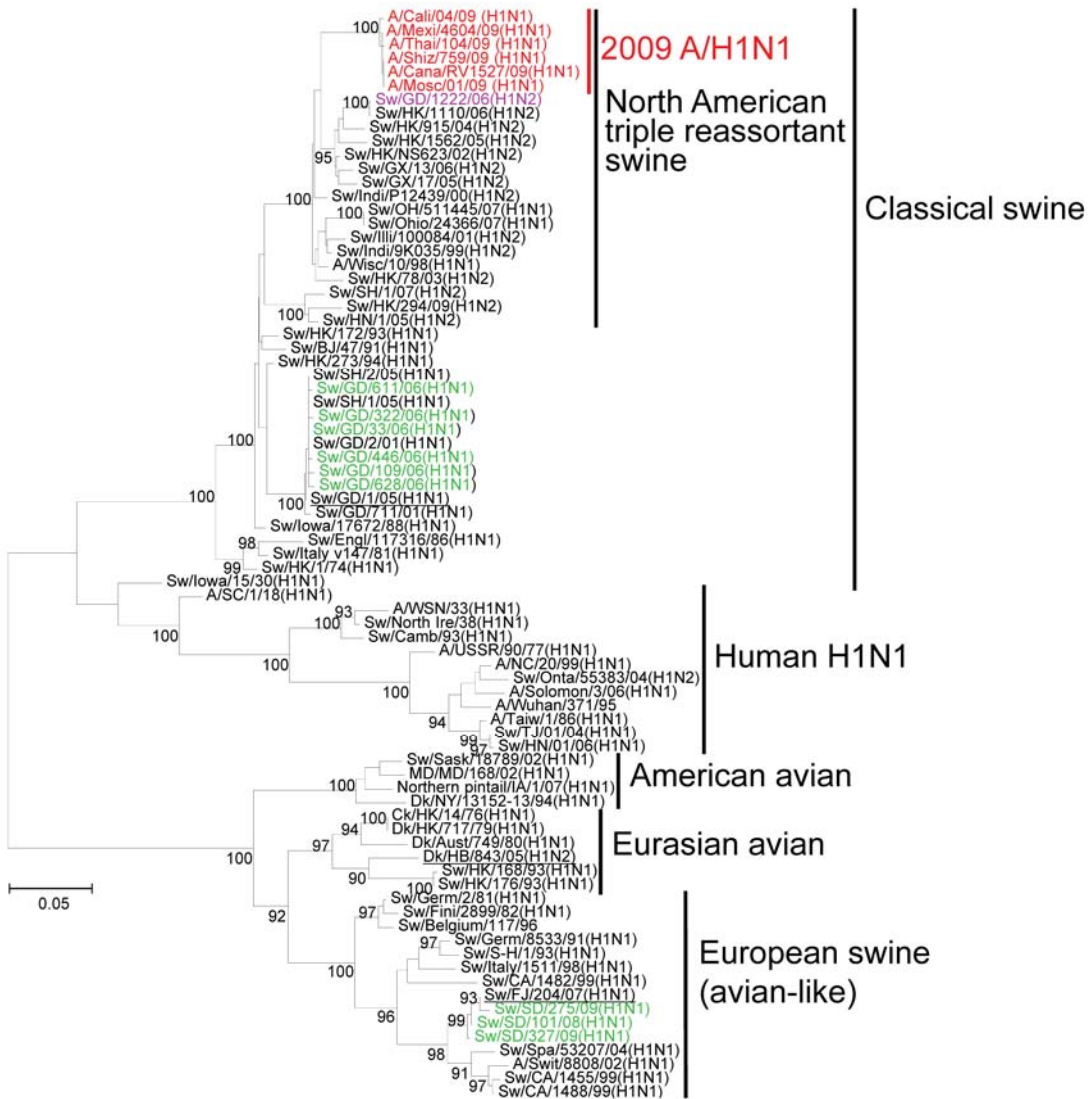 100
A/Cali/04/09 (H1N1)
A/Mexi/4604/09(H1N1)
A/Thai/104/09 (H1N1)
A/Shiz/759/09 (H1N1)
A/Cana/RV1527/09(H1N1)
A/Mosc/01/09 (H1N1)
2009 A/H1N1
100
Sw/GD/1222/06(H1N2)
Sw/HK/1110/06(H1N2)
Sw/HK/915/04(H1N2)
Sw/HK/1562/05(H1N2)
95
Sw/HK/NS623/02(H1N2)
Sw/GX/13/06(H1N2)
Sw/GX/17/05(H1N2)
100
Sw/Indi/P12439/00(H1N2)
100
Sw/OH/511445/07(H1N1)
Sw/Ohio/24366/07(H1N1)
Sw/Illi/100084/01(H1N2)
Sw/Indi/9K035/99(H1N2)
A/Wisc/10/98(H1N1)
Sw/HK/78/03(H1N2)
Sw/SH/1/07(H1N2)
Sw/HK/294/09(H1N2)
100
Sw/HN/1/05(H1N2)
North American
triple reassortant
swine
Sw/HK/172/93(H1N1)
Sw/BJ/47/91(H1N1)
Sw/HK/273/94(H1N1)
Sw/SH/2/05(H1N1)
Sw/GD/611/06(H1N1)
Sw/SH/1/05(H1N1)
Sw/GD/322/06(H1N1)
Sw/GD/33/06(H1N1)
100
Sw/GD/2/01(H1N1)
Sw/GD/446/06(H1N1)
Sw/GD/109/06(H1N1)
Sw/GD/628/06(H1N1)
100
Sw/GD/1/05(H1N1)
Sw/GD/711/01(H1N1)
100
Sw/Iowa/17672/88(H1N1)
98
Sw/Engl/117316/86(H1N1)
Sw/Italy v147/81(H1N1)
99
Sw/HK/1/74(H1N1)
Sw/Iowa/15/30(H1N1)
Classical swine
A/SC/1/18(H1N1)
100
93
A/WSN/33(H1N1)
100
Sw/North Ire/38(H1N1)
Sw/Camb/93(H1N1)
100
A/USSR/90/77(H1N1)
A/NC/20/99(H1N1)
Sw/Onta/55383/04(H1N2)
100
A/Solomon/3/06(H1N1)
A/Wuhan/371/95
94
A/Taiw/1/86(H1N1)
99
Sw/TJ/01/04(H1N1)
97
Sw/HN/01/06(H1N1)
Human H1N1
Sw/Sask/18789/02(H1N1)
100
MD/MD/168/02(H1N1)
Northern pintail/IA/1/07(H1N1)
Dk/NY/13152-13/94(H1N1)
American avian
100
Ck/HK/14/76(H1N1)
94
100
Dk/HK/717/79(H1N1)
Dk/Aust/749/80(H1N1)
97
Dk/HB/843/05(H1N2)
90
Sw/HK/168/93(H1N1)
100
Sw/HK/176/93(H1N1)
Eurasian avian
92
0.05
Sw/Germ/2/81(H1N1)
97
Sw/Fini/2899/82(H1N1)
Sw/Belgium/117/96
100
97
Sw/Germ/8533/91(H1N1)
Sw/S-H/1/93(H1N1)
Sw/Italy/1511/98(H1N1)
Sw/CA/1482/99(H1N1)
96
93
Sw/FJ/204/07(H1N1)
Sw/SD/275/09(H1N1)
99
Sw/SD/101/08(H1N1)
Sw/SD/327/09(H1N1)
98
Sw/Spa/53207/04(H1N1)
91
A/Swit/8808/02(H1N1)
97
Sw/CA/1455/99(H1N1)
Sw/CA/1488/99(H1N1)
European swine
(avian-like)